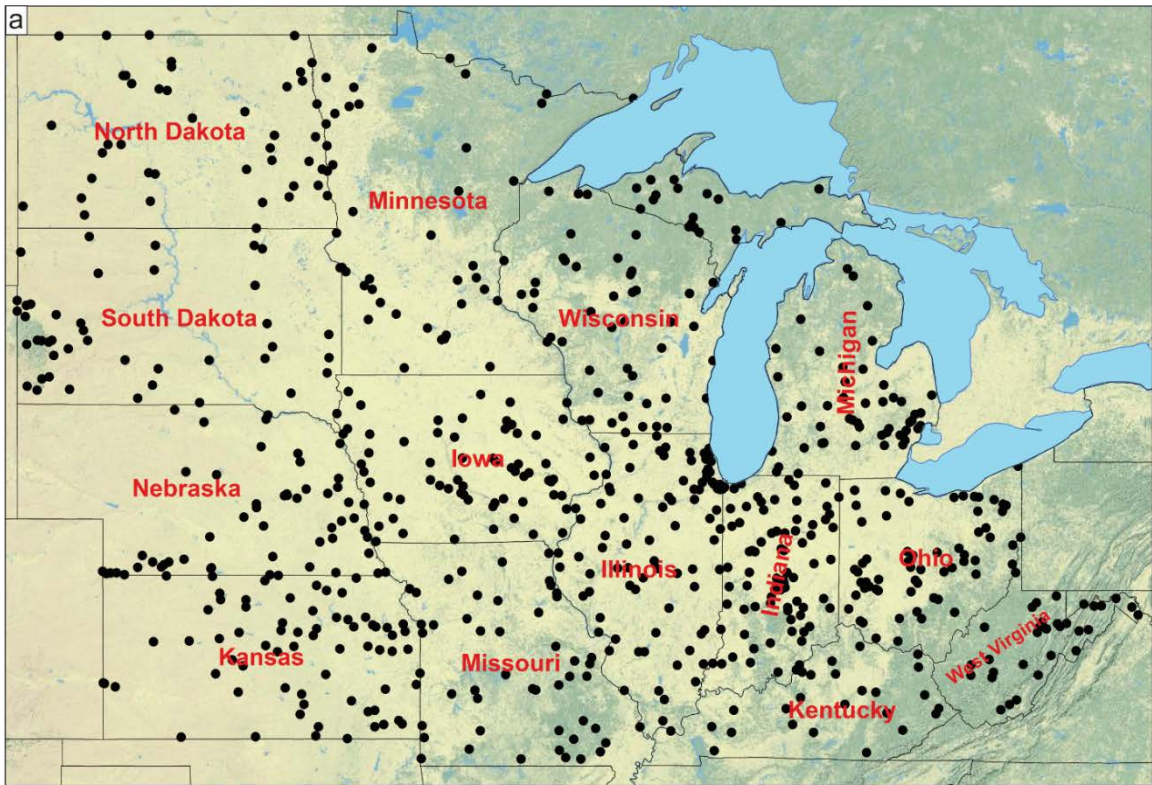 a
North Dakota
Minnesota
South Dakota
Wisconsin
Michigan
Iowa
Nebraska
Illinois
Indiana
Ohio
Kansas
Missouri
West Virginia
Kentucky